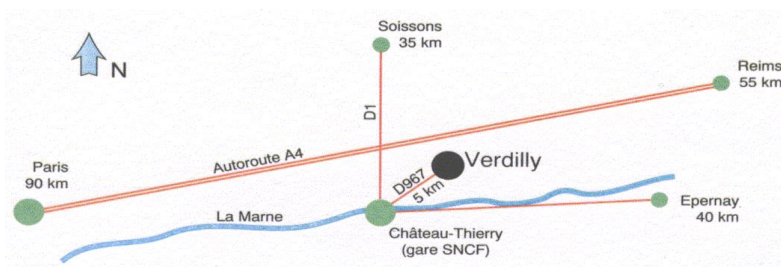 Soissons
35 km
N
Reims
55 km
D1
Autoroute A4
Verdilly
Paris
90 km
D967
5 km
La Marne
Epernay
40 km
Château-Thierry
(gare SNCF)